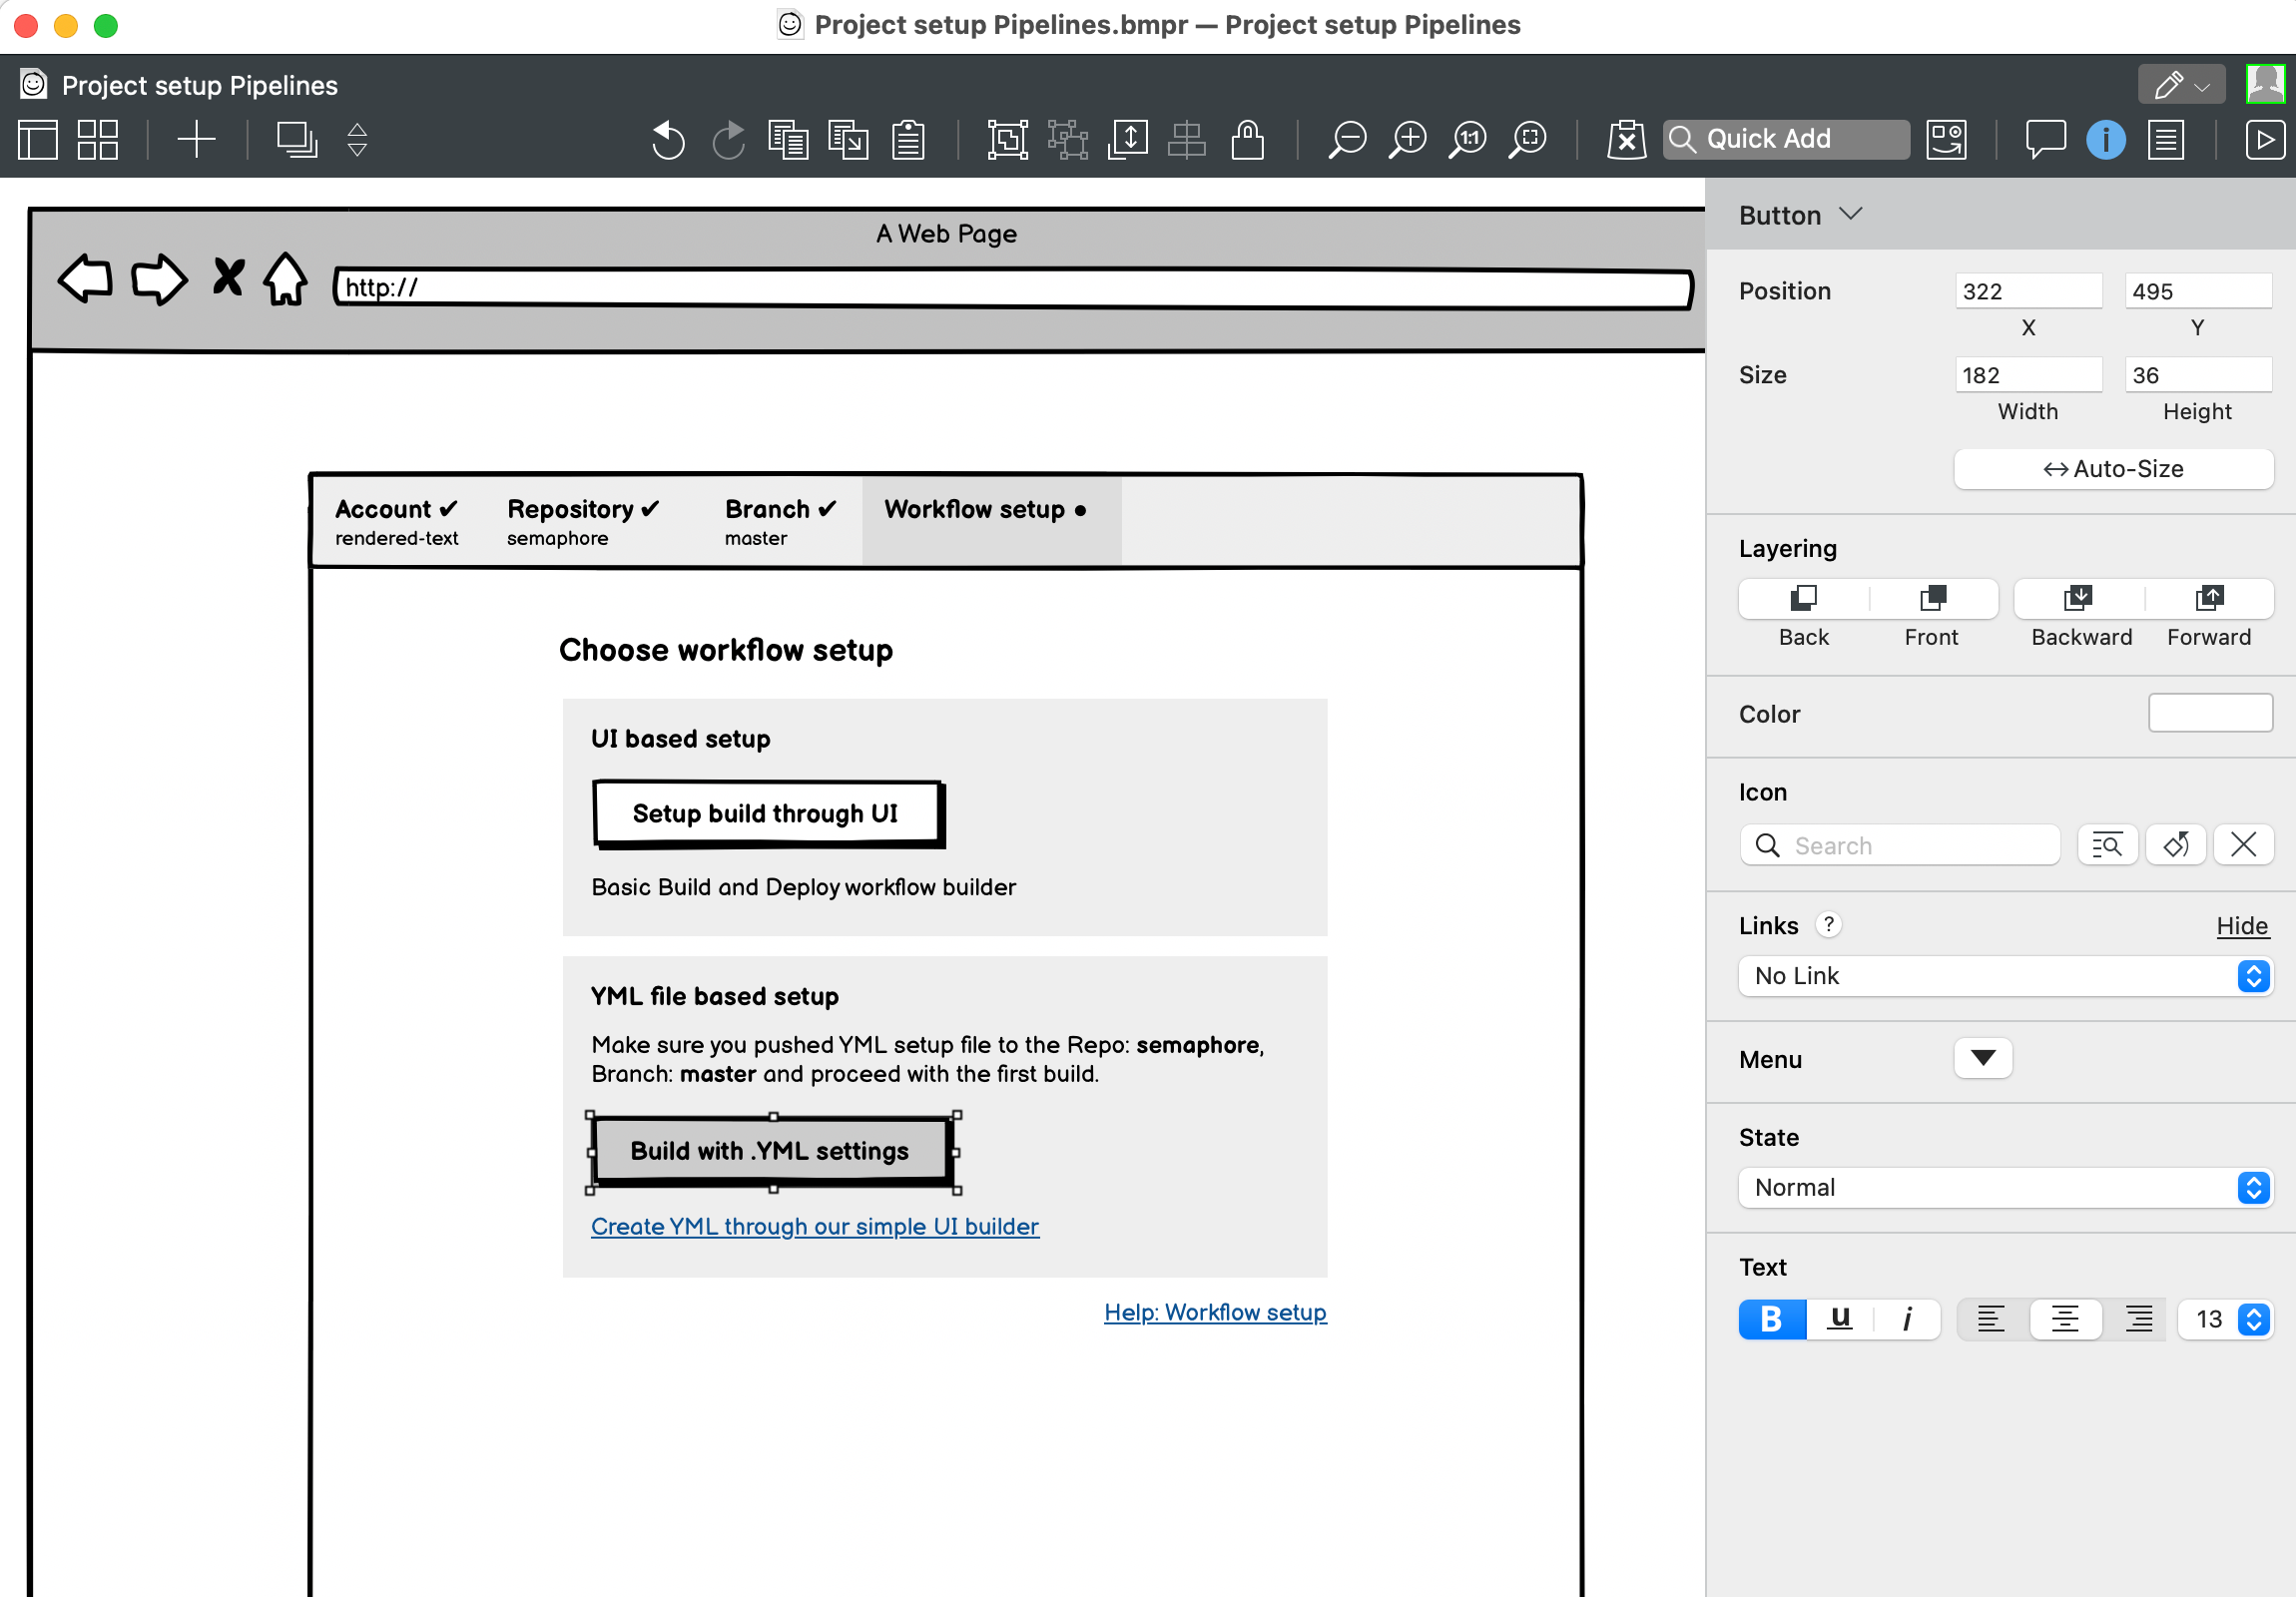 Project setup Pipelines.bmpr — Project setup Pipelines
Project setup Pipelines
1:1
Quick Add
i
A Web Page
http://
Account ✔
rendered-text
Repository ✔
semaphore
Branch ✔
master
Workflow setup ●
Choose workflow setup
UI based setup
Setup build through UI
Basic Build and Deploy workflow builder
YML file based setup
Make sure you pushed YML setup file to the Repo: semaphore,
Branch: master and proceed with the first build.
Build with .YML settings
Create YML through our simple UI builder
Help: Workflow setup
Button
Position
322
495
X
Y
Size
182
36
Width
Height
Auto-Size
Layering
Back
Front
Backward
Forward
Color
Icon
Search
Links ?
Hide
No Link
Menu
State
Normal
Text
B u i
13